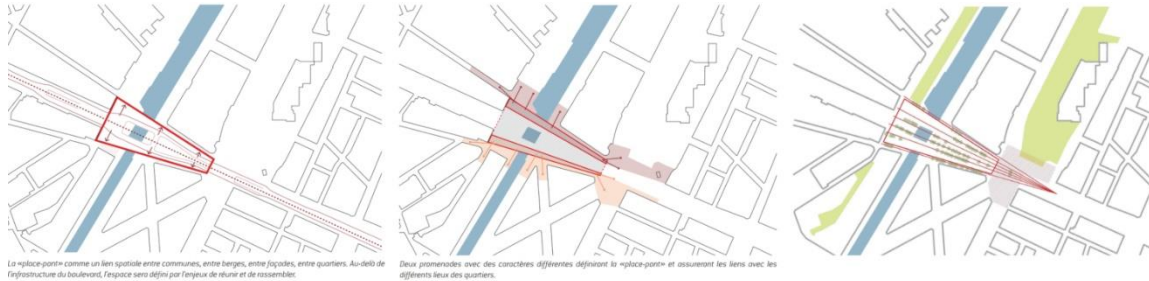 La «place-pont» comme un lien spatiale entre communes, entre berges, entre façades, entre quartiers. Au-delà de
l'infrastructure du boulevard, l'espace sera défini par l'enjeu de réunir et de rassembler.
Deux promenades avec des caractères différentes définiront la «place-pont» et assureront les liens avec les
différents lieux des quartiers.